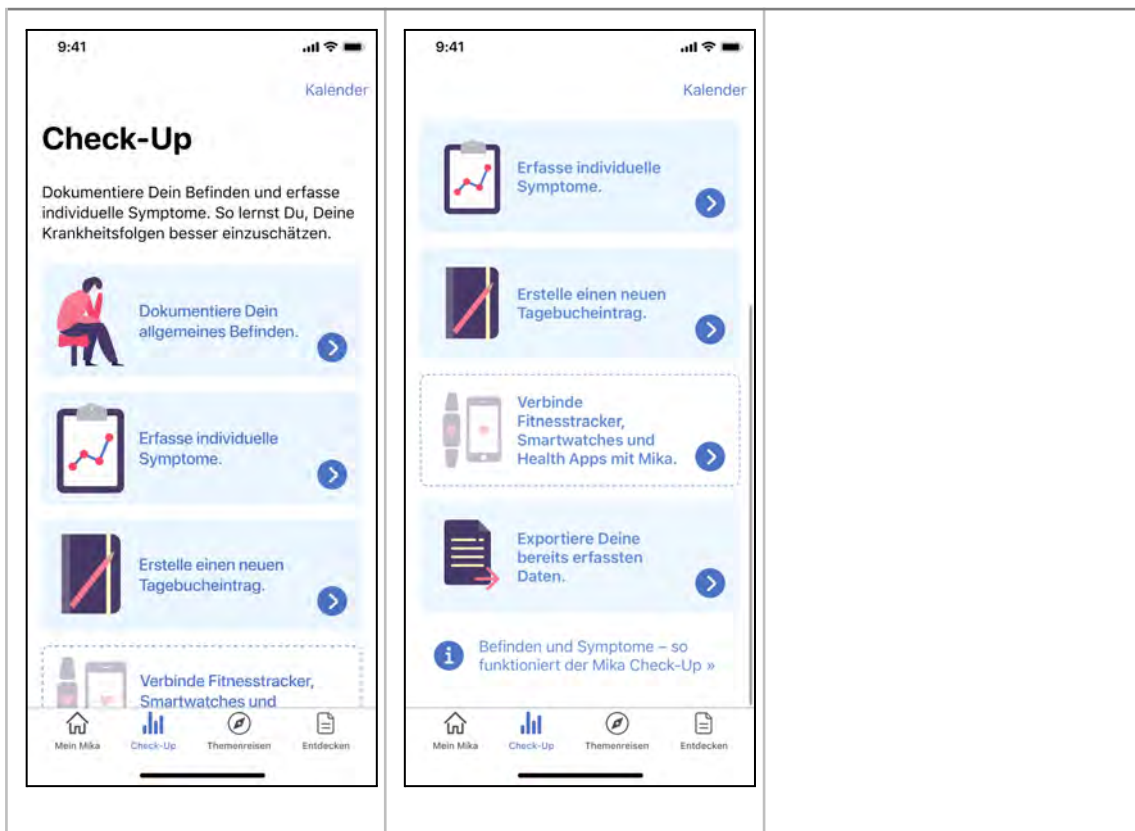 9:41
Kalender
Check-Up
Dokumentiere Dein Befinden und erfasse
individuelle Symptome. So lernst Du, Deine
Krankheitsfolgen besser einzuschätzen.
Dokumentiere Dein
allgemeines Befinden.
Erfasse individuelle
Symptome.
Erstelle einen neuen
Tagebucheintrag.
Verbinde Fitnesstracker,
Smartwatches und
Mein Mika Check-Up Themenreisen Entdecken
9:41
Kalender
Erfasse individuelle
Symptome.
Erstelle einen neuen
Tagebucheintrag.
Verbinde
Fitnesstracker,
Smartwatches und
Health Apps mit Mika.
Exportiere Deine
bereits erfassten
Daten.
Befinden und Symptome – so
funktioniert der Mika Check-Up »
Mein Mika Check-Up Themenreisen Entdecken